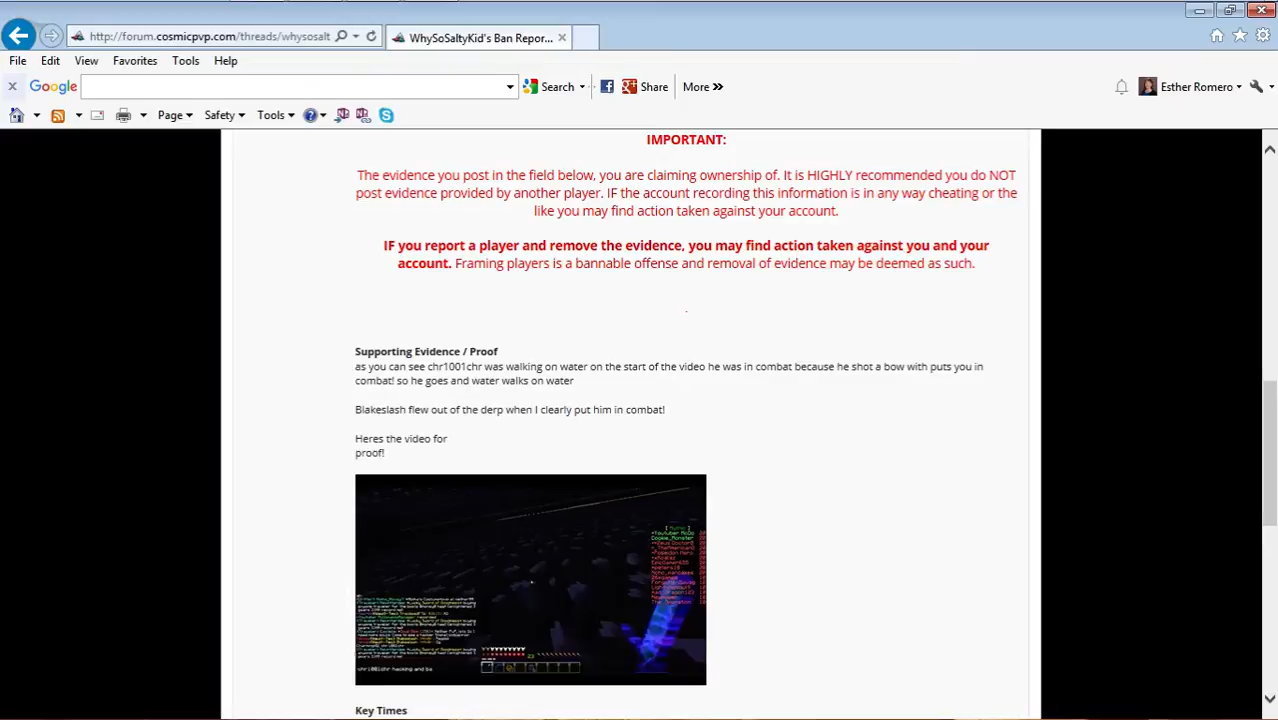 http://forum.cosmicpvp.com/threads/whysosalt
WhySoSaltyKid's Ban Repor...
File Edit View Favorites Tools Help
Google Search Share More Esther Romero
Page Safety Tools
IMPORTANT:
The evidence you post in the field below, you are claiming ownership of. It is HIGHLY recommended you do NOT
post evidence provided by another player. IF the account recording this information is in any way cheating or the
like you may find action taken against your account.
IF you report a player and remove the evidence, you may find action taken against you and your
account. Framing players is a bannable offense and removal of evidence may be deemed as such.
Supporting Evidence / Proof
as you can see chr1001chr was walking on water on the start of the video he was in combat because he shot a bow with puts you in
combat! so he goes and water walks on water
Blakeslash flew out of the derp when I clearly put him in combat!
Heres the video for
proof!
chr1001chr hacking and ba
Key Times